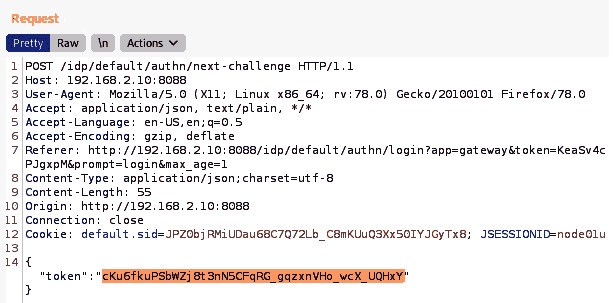 Request
Pretty Raw \n Actions
1 POST /idp/default/authn/next-challenge HTTP/1.1
2 Host: 192.168.2.10:8088
3 User-Agent: Mozilla/5.0 (X11; Linux x86_64; rv:78.0) Gecko/20100101 Firefox/78.0
4 Accept: application/json, text/plain, */*
5 Accept-Language: en-US,en;q=0.5
6 Accept-Encoding: gzip, deflate
7 Referer: http://192.168.2.10:8088/idp/default/authn/login?app=gateway&token=KeaSv4c
PJgxpM&prompt=login&max_age=1
8 Content-Type: application/json;charset=utf-8
9 Content-Length: 55
10 Origin: http://192.168.2.10:8088
11 Connection: close
12 Cookie: default.sid=JPZ0bjRMiUDau68C7Q72Lb_C8mKUuQ3Xx50IYJGyTx8; JSESSIONID=node01u
13
14 {
"token":"cKu6fkuPSbWZj8t3nN5CFqRG_gqzxnVHo_wcX_UQHxY"
}